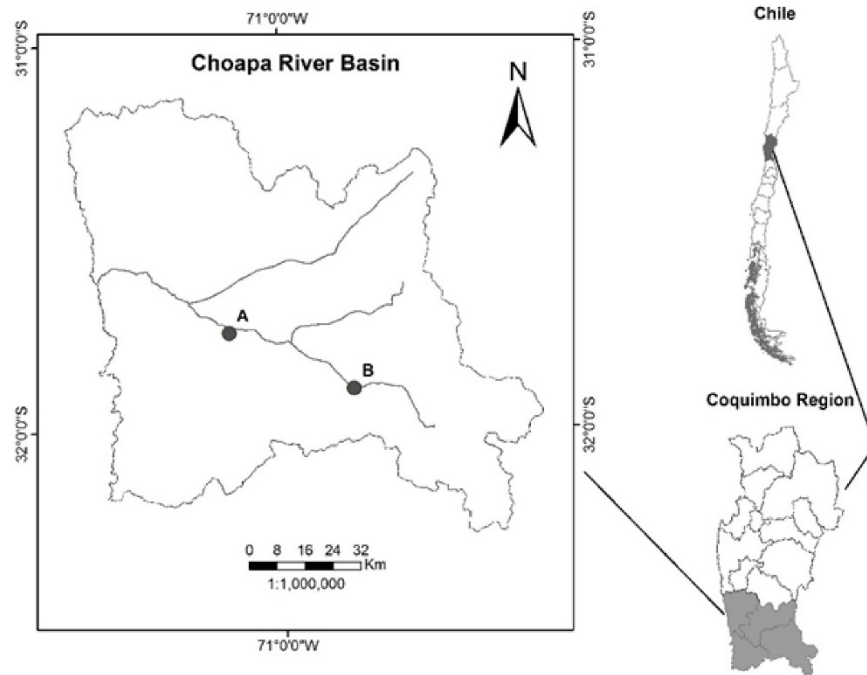 71°0'0"W
Chile
31°0'0"S
31°0'0"S
Choapa River Basin
N
A
B
Coquimbo Region
32°0'0"S
32°0'0"S
0 8 16 24 32
Km
1:1,000,000
71°0'0"W